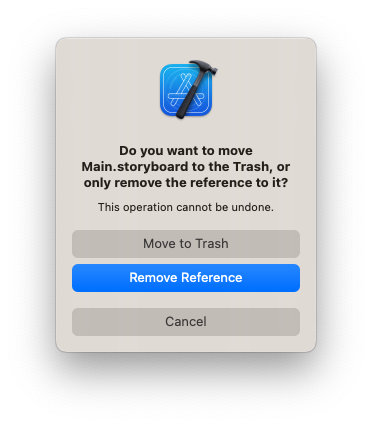 Do you want to move
Main.storyboard to the Trash, or
only remove the reference to it?
This operation cannot be undone.
Move to Trash
Remove Reference
Cancel